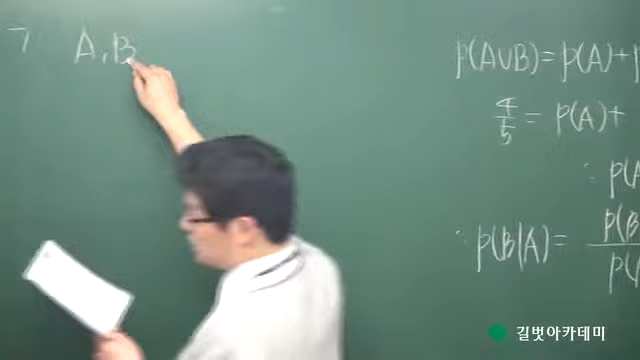 7 A, B
P(A∪B)=P(A)+P
4/5 = P(A)+
∴ P(A
∴ P(B|A)= P(B / P(A
길벗아카데미